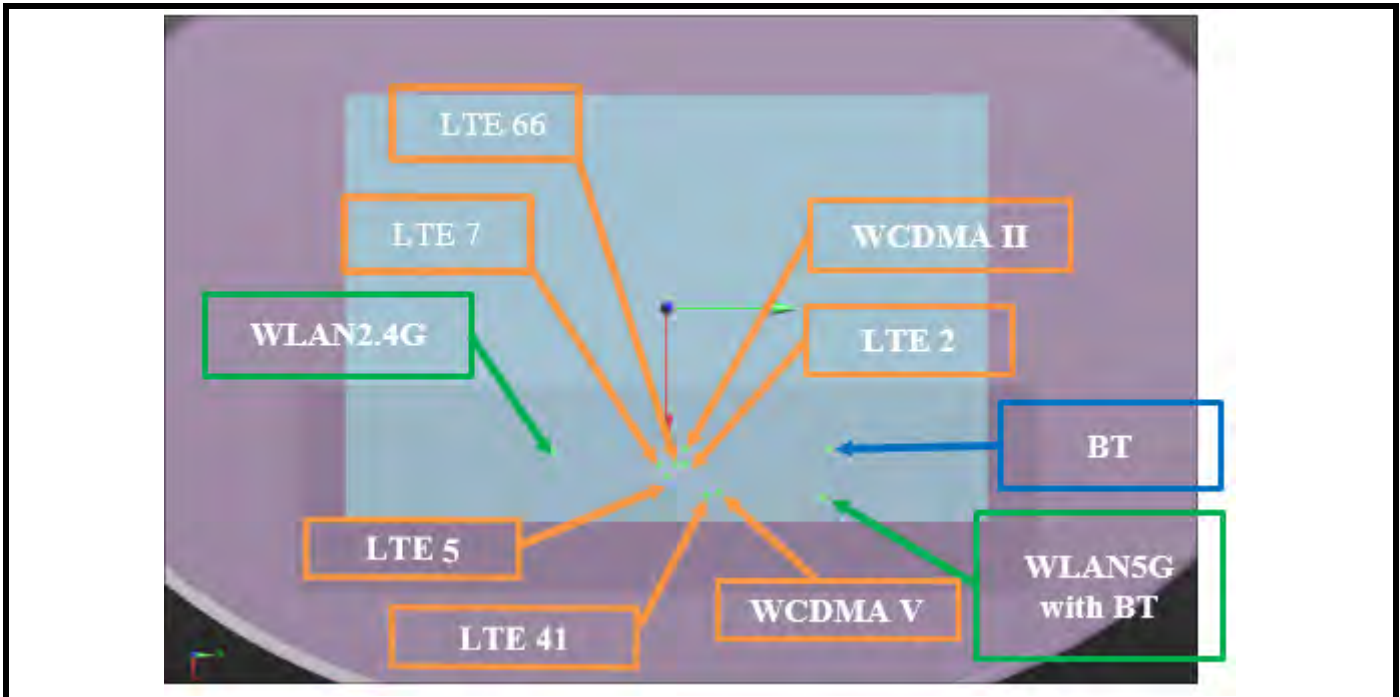 LTE 66
LTE 7
WCDMA II
WLAN2.4G
LTE 2
BT
LTE 5
WLAN5G
with BT
WCDMA V
LTE 41